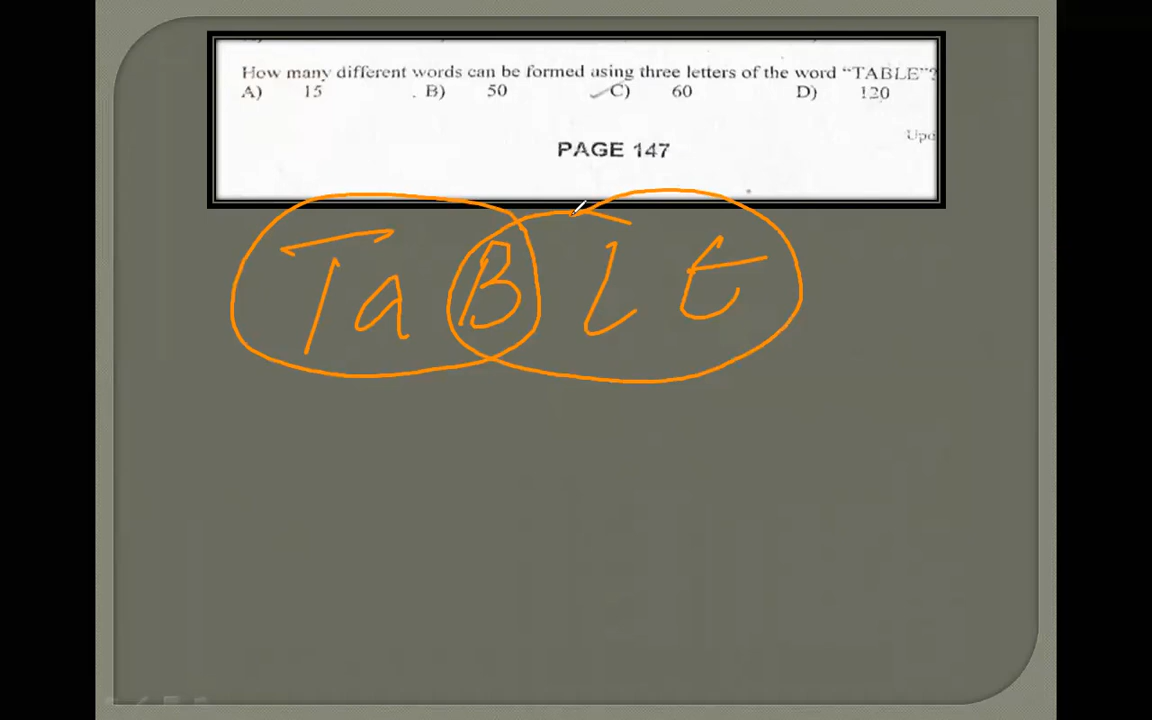 How many different words can be formed using three letters of the word “TABLE”?
A) 15 B) 50 C) 60 D) 120
PAGE 147
Ta B l e